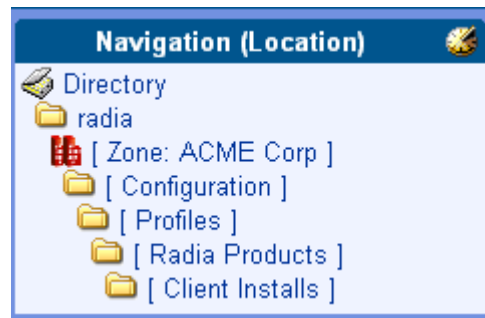 Navigation (Location)
Directory
radia
[ Zone: ACME Corp ]
[ Configuration ]
[ Profiles ]
[ Radia Products ]
[ Client Installs ]